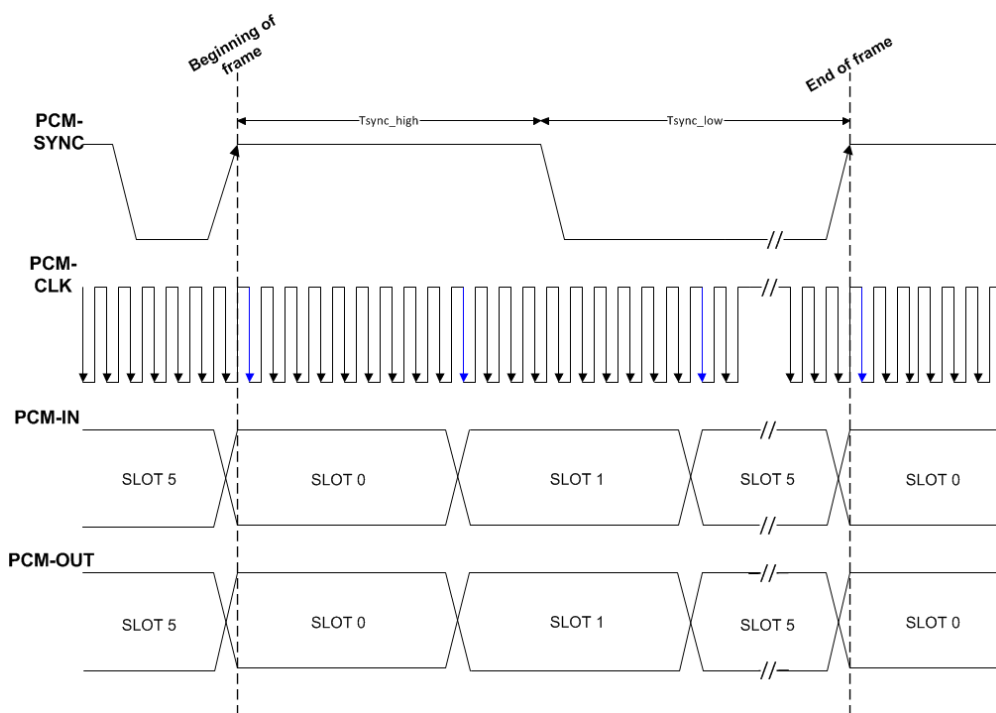 Beginning of
frame
End of frame
PCM-
SYNC
Tsync_high
Tsync_low
PCM-
CLK
PCM-IN
SLOT 5
SLOT 0
SLOT 1
SLOT 5
SLOT 0
PCM-OUT
SLOT 5
SLOT 0
SLOT 1
SLOT 5
SLOT 0